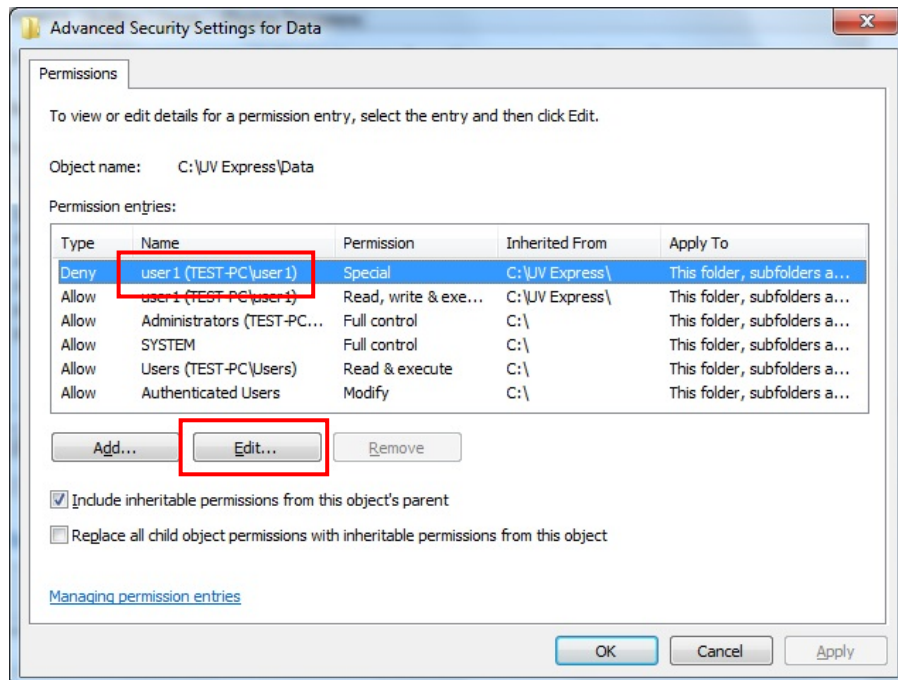 Advanced Security Settings for Data
Permissions
To view or edit details for a permission entry, select the entry and then click Edit.
Object name: C:\UV Express\Data
Permission entries:
Type Name Permission Inherited From Apply To
Deny user1 (TEST-PC\user1) Special C:\UV Express\ This folder, subfolders a...
Allow user1 (TEST-PC\user1) Read, write & exe... C:\UV Express\ This folder, subfolders a...
Allow Administrators (TEST-PC... Full control C:\ This folder, subfolders a...
Allow SYSTEM Full control C:\ This folder, subfolders a...
Allow Users (TEST-PC\Users) Read & execute C:\ This folder, subfolders a...
Allow Authenticated Users Modify C:\ This folder, subfolders a...
Add... Edit... Remove
Include inheritable permissions from this object's parent
Replace all child object permissions with inheritable permissions from this object
Managing permission entries
OK Cancel Apply